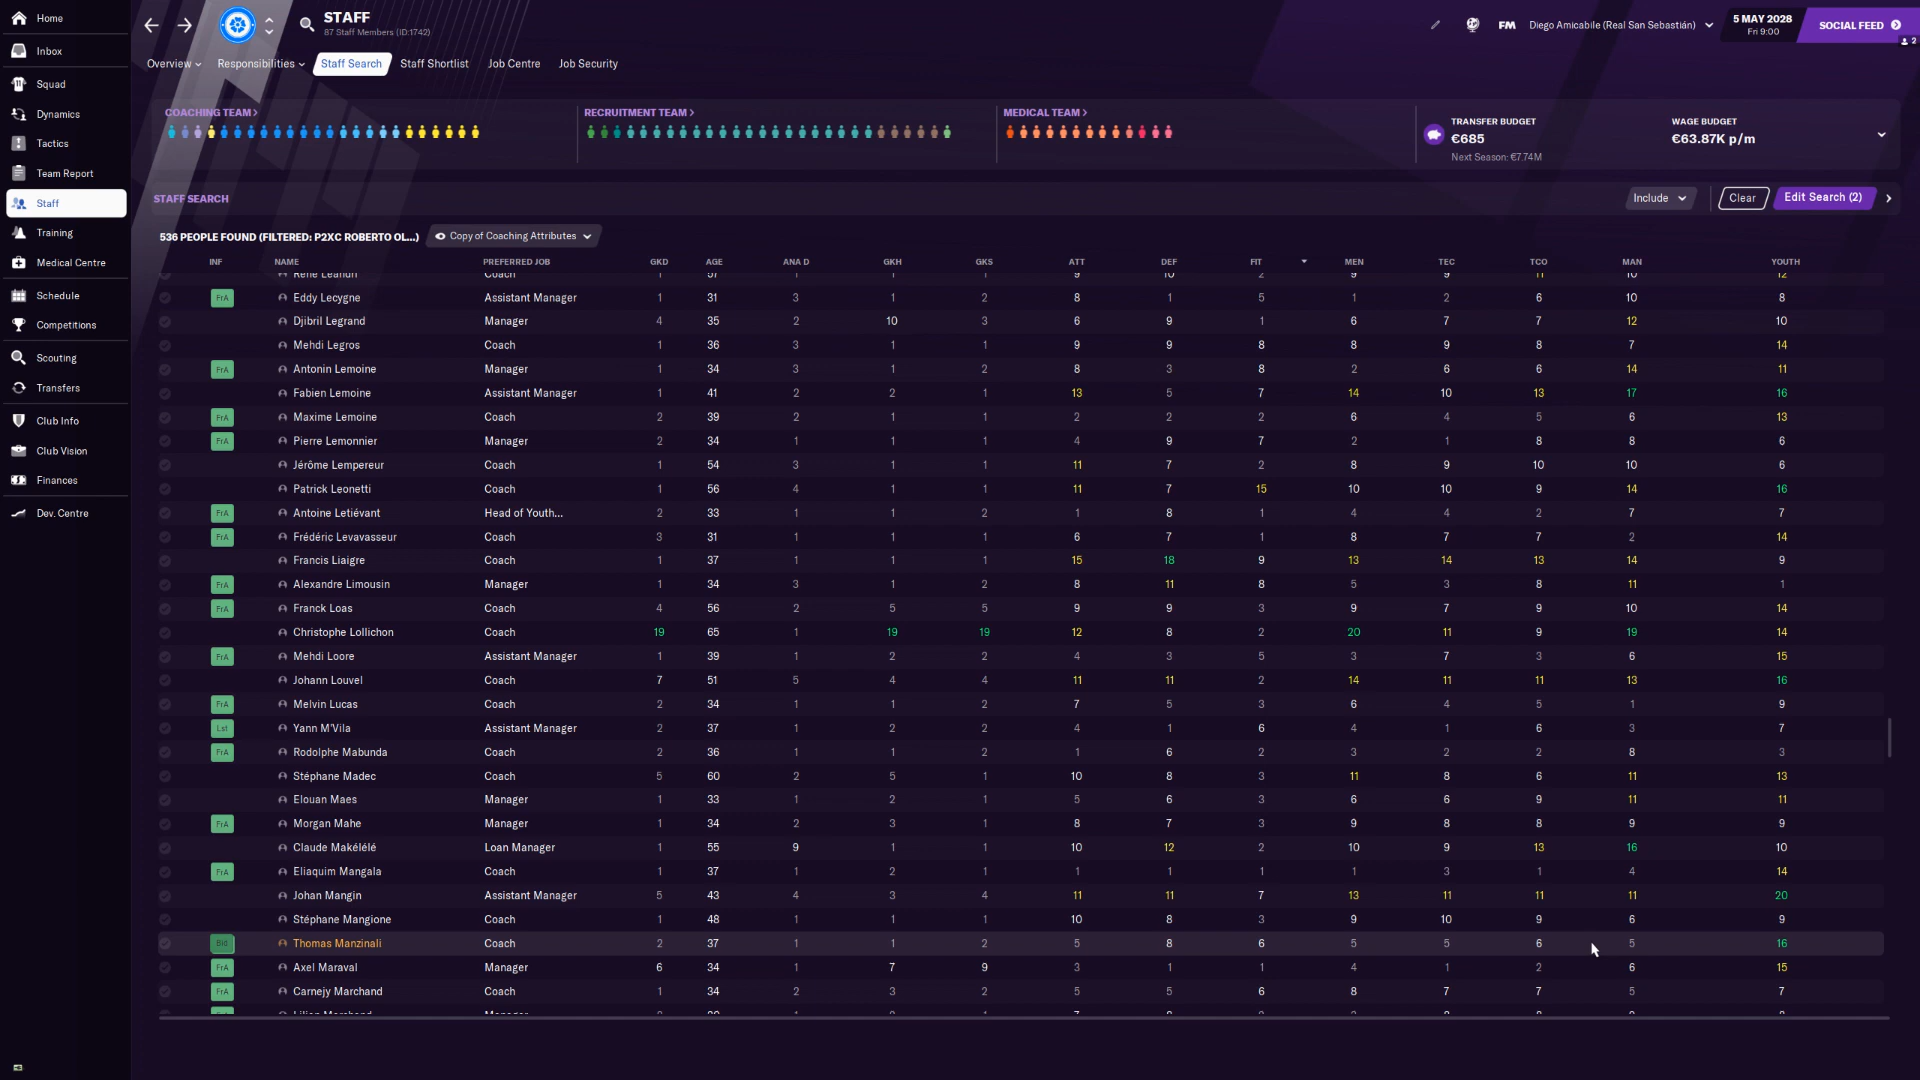 Home
Inbox
Squad
Dynamics
Tactics
Team Report
Staff
Training
Medical Centre
Schedule
Competitions
Scouting
Transfers
Club Info
Club Vision
Finances
Dev. Centre
STAFF
87 Staff Members (ID:1742)
FM
Diego Amicabile (Real San Sebastián)
5 MAY 2028
Fri 9:00
SOCIAL FEED
2
Overview
Responsibilities
Staff Search
Staff Shortlist
Job Centre
Job Security
COACHING TEAM
RECRUITMENT TEAM
MEDICAL TEAM
TRANSFER BUDGET
€685
Next Season: €7.74M
WAGE BUDGET
€63.87K p/m
STAFF SEARCH
Include
Clear
Edit Search (2)
536 PEOPLE FOUND (FILTERED: P2XC ROBERTO OL...)
Copy of Coaching Attributes
INF NAME PREFERRED JOB GKD AGE ANA D GKH GKS ATT DEF FIT MEN TEC TCO MAN YOUTH
René Leandri Coach 1 57 1 1 9 10 2 9 9 11 10 12
FrA Eddy Lecygne Assistant Manager 1 31 3 1 2 8 1 5 1 2 6 10 8
Djibril Legrand Manager 4 35 2 10 3 6 9 1 6 7 7 12 10
Mehdi Legros Coach 1 36 3 1 1 9 9 8 8 9 8 7 14
FrA Antonin Lemoine Manager 1 34 3 1 2 8 3 8 2 6 6 14 11
Fabien Lemoine Assistant Manager 1 41 2 2 1 13 5 7 14 10 13 17 16
FrA Maxime Lemoine Coach 2 39 1 1 1 2 2 2 6 4 5 6 13
FrA Pierre Lemonnier Manager 2 34 1 1 1 4 9 7 2 1 8 8 6
Jérôme Lempereur Coach 1 54 3 1 1 11 7 2 8 9 10 10 6
Patrick Leonetti Coach 1 56 4 1 1 11 7 15 10 10 9 14 16
FrA Antoine Letiévant Head of Youth... 2 33 1 1 2 1 8 1 4 4 2 7 7
FrA Frédéric Levavasseur Coach 3 31 1 1 1 6 7 1 8 7 7 2 14
Francis Liaigre Coach 1 37 1 1 1 15 18 9 13 14 13 14 9
FrA Alexandre Limousin Manager 1 34 3 1 2 8 11 8 5 3 8 11 1
FrA Franck Loas Coach 4 56 2 5 5 9 9 3 9 7 9 10 14
Christophe Lollichon Coach 19 65 1 19 19 12 8 2 20 11 9 19 14
FrA Mehdi Loore Assistant Manager 1 39 1 2 2 4 3 5 3 7 3 6 15
Johann Louvel Coach 7 51 5 4 4 11 11 2 14 11 11 13 16
FrA Melvin Lucas Coach 2 34 1 1 2 7 5 3 6 4 5 1 9
Lst Yann M'Vila Assistant Manager 2 37 1 2 2 4 1 6 4 1 6 3 7
FrA Rodolphe Mabunda Coach 2 36 1 1 2 1 6 2 3 2 2 8 3
Stéphane Madec Coach 5 60 2 5 1 10 8 3 11 8 6 11 13
Elouan Maes Manager 1 33 1 2 1 5 6 3 6 6 9 11 11
FrA Morgan Mahe Manager 1 34 2 3 1 8 7 3 9 8 8 9 9
Claude Makélélé Loan Manager 1 55 9 1 1 10 12 2 10 9 13 16 10
FrA Eliaquim Mangala Coach 1 37 1 2 1 1 1 1 1 3 1 4 14
Johan Mangin Assistant Manager 5 43 4 3 4 11 11 7 13 11 11 11 20
Stéphane Mangione Coach 1 48 1 1 1 10 8 3 9 10 9 6 9
Bid Thomas Manzinali Coach 2 37 1 1 2 5 8 6 5 5 6 5 16
FrA Axel Maraval Manager 6 34 1 7 9 3 1 1 4 1 2 6 15
FrA Carnejy Marchand Coach 1 34 2 3 2 5 5 6 8 7 7 5 7